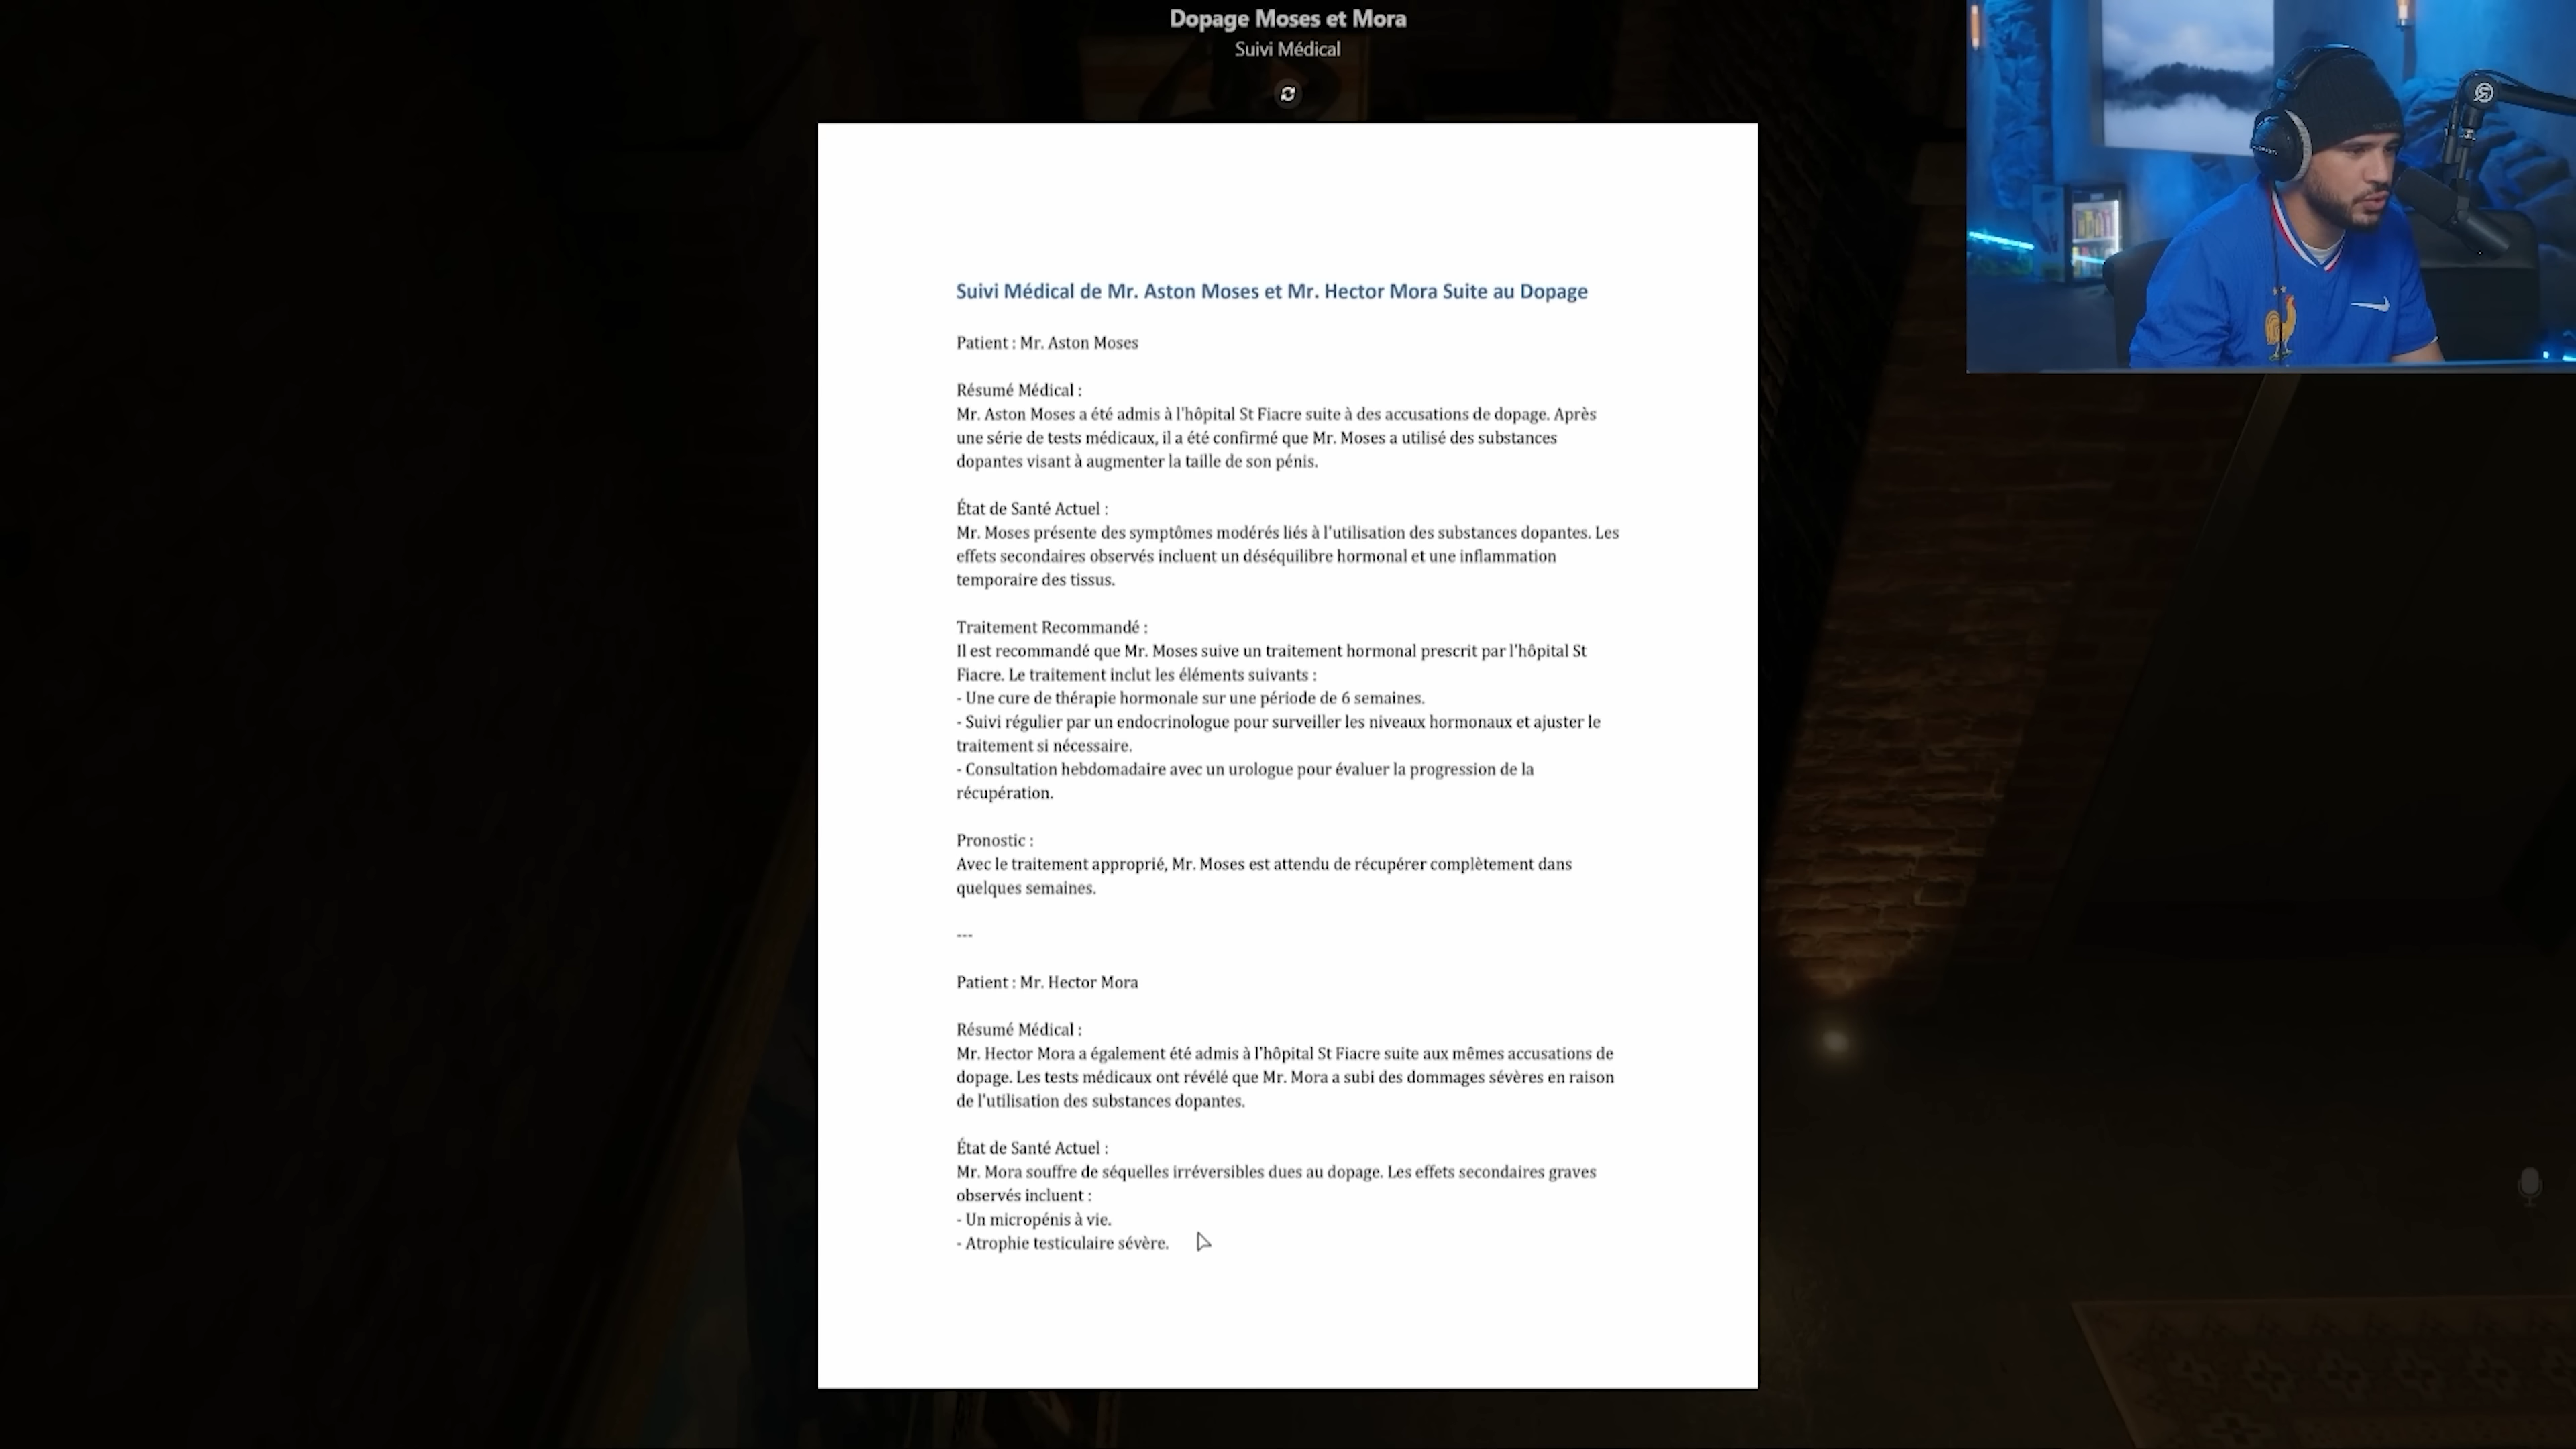 Dopage Moses et Mora
Suivi Médical
Suivi Médical de Mr. Aston Moses et Mr. Hector Mora Suite au Dopage
Patient : Mr. Aston Moses
Résumé Médical :
Mr. Aston Moses a été admis à l'hôpital St Fiacre suite à des accusations de dopage. Après
une série de tests médicaux, il a été confirmé que Mr. Moses a utilisé des substances
dopantes visant à augmenter la taille de son pénis.
État de Santé Actuel :
Mr. Moses présente des symptômes modérés liés à l'utilisation des substances dopantes. Les
effets secondaires observés incluent un déséquilibre hormonal et une inflammation
temporaire des tissus.
Traitement Recommandé :
Il est recommandé que Mr. Moses suive un traitement hormonal prescrit par l'hôpital St
Fiacre. Le traitement inclut les éléments suivants :
- Une cure de thérapie hormonale sur une période de 6 semaines.
- Suivi régulier par un endocrinologue pour surveiller les niveaux hormonaux et ajuster le
traitement si nécessaire.
- Consultation hebdomadaire avec un urologue pour évaluer la progression de la
récupération.
Pronostic :
Avec le traitement approprié, Mr. Moses est attendu de récupérer complètement dans
quelques semaines.
---
Patient : Mr. Hector Mora
Résumé Médical :
Mr. Hector Mora a également été admis à l'hôpital St Fiacre suite aux mêmes accusations de
dopage. Les tests médicaux ont révélé que Mr. Mora a subi des dommages sévères en raison
de l'utilisation des substances dopantes.
État de Santé Actuel :
Mr. Mora souffre de séquelles irréversibles dues au dopage. Les effets secondaires graves
observés incluent :
- Un micropénis à vie.
- Atrophie testiculaire sévère.